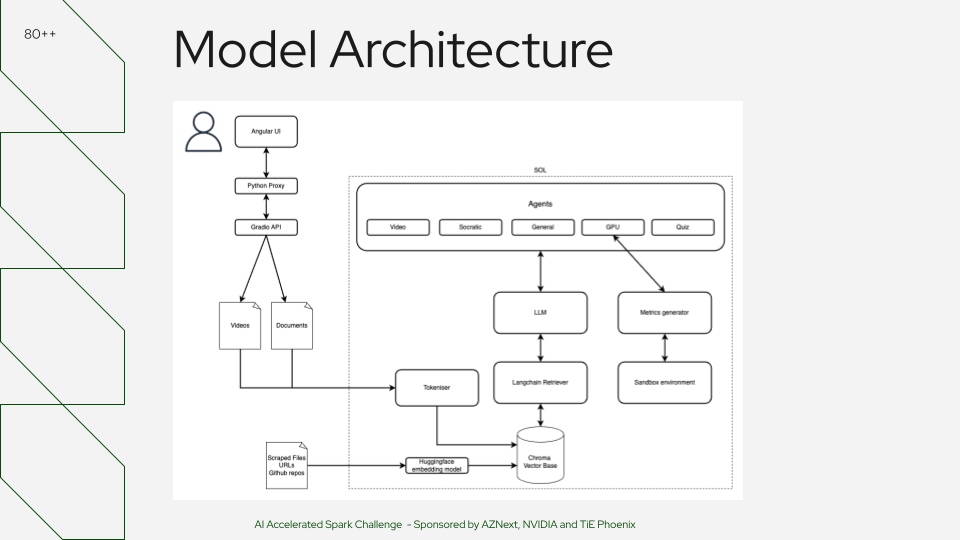 80++
Model Architecture
Angular UI
Python Proxy
Gradio API
Videos
Documents
SOL
Agents
Video
Socratic
General
GPU
Quiz
LLM
Metrics generator
Langchain Retriever
Sandbox environment
Tokeniser
Chroma
Vector Base
Scraped Files
URLs
Github repos
Huggingface
embedding model
AI Accelerated Spark Challenge - Sponsored by AZNext, NVIDIA and TiE Phoenix